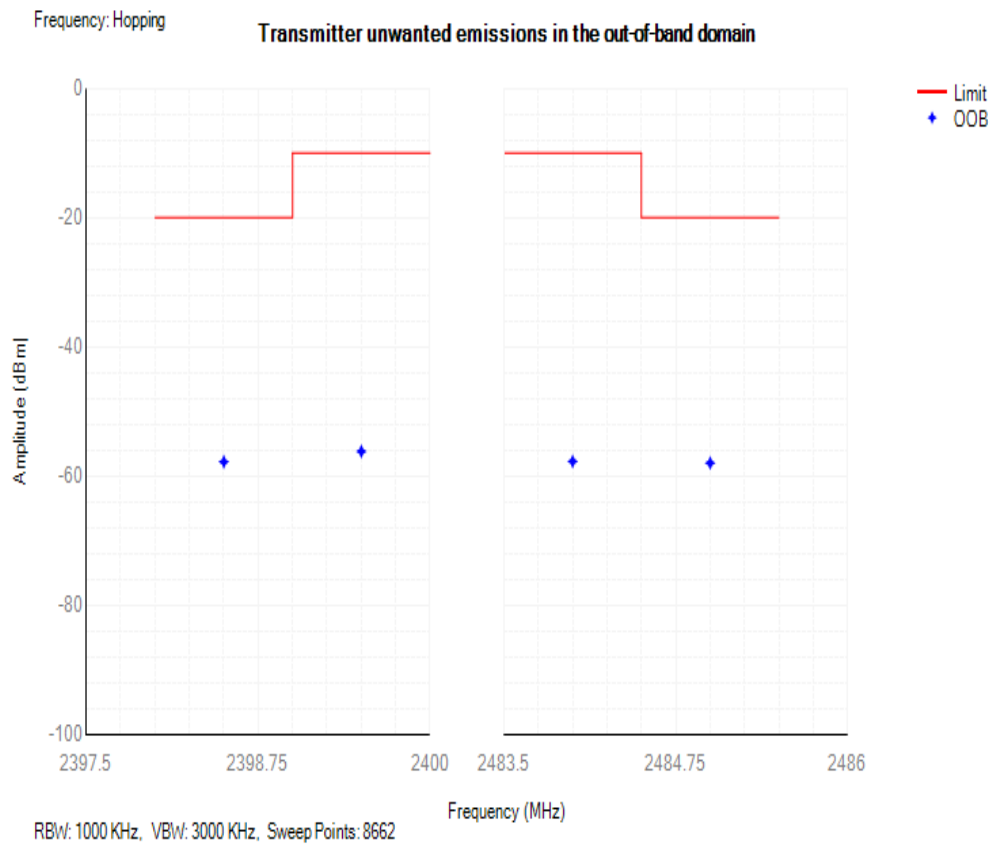 Frequency: Hopping
Transmitter unwanted emissions in the out-of-band domain
Limit
OOB
0
-20
-40
-60
-80
-100
Amplitude (dBm)
2397.5 2398.75 2400 2483.5 2484.75 2486
Frequency (MHz)
RBW: 1000 KHz, VBW: 3000 KHz, Sweep Points: 8662